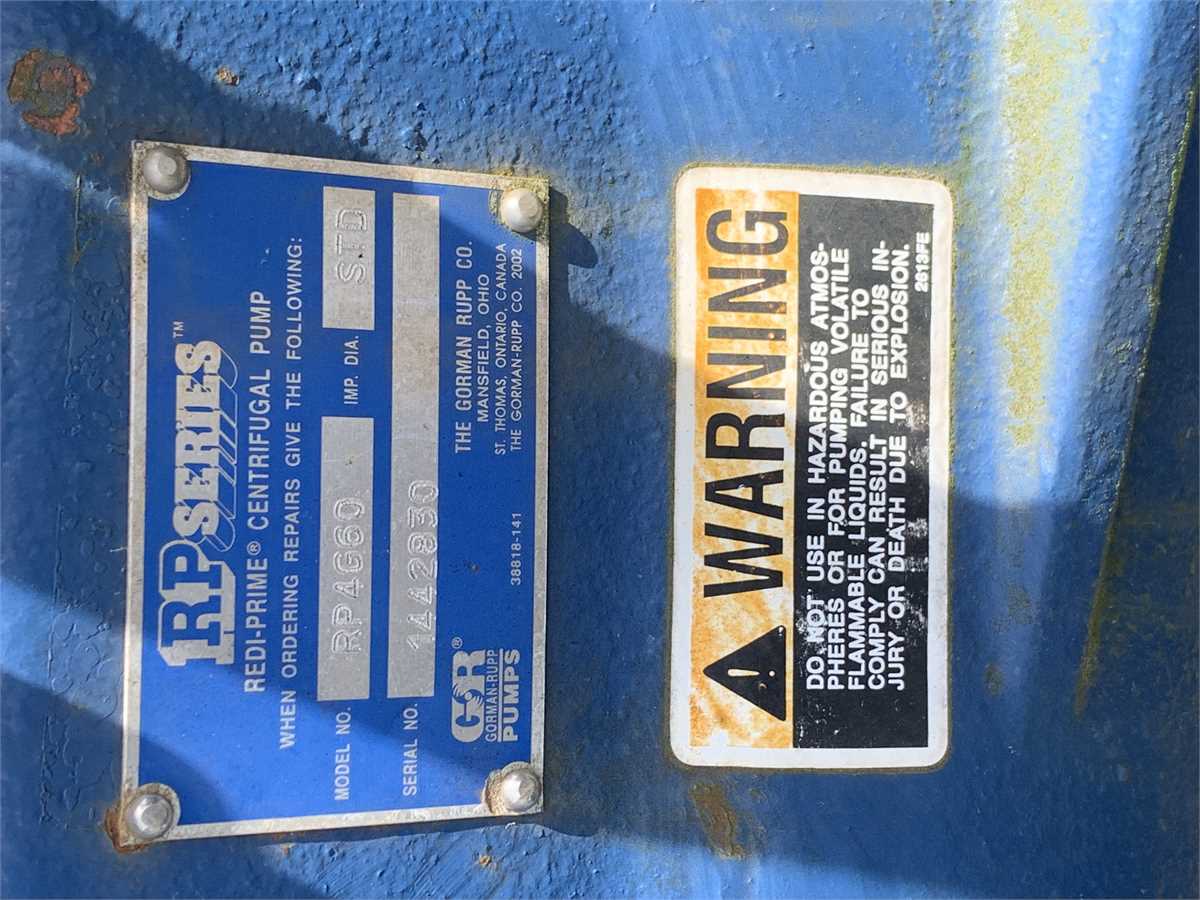 RP SERIES™
REDI-PRIME® CENTRIFUGAL PUMP
WHEN ORDERING REPAIRS GIVE THE FOLLOWING:
MODEL NO. RP4G60 IMP. DIA. STD
SERIAL NO. 1442830
GR®
GORMAN-RUPP
PUMPS
THE GORMAN RUPP CO.
MANSFIELD, OHIO
ST. THOMAS, ONTARIO, CANADA
38818-141 THE GORMAN-RUPP CO. 2002
WARNING
DO NOT USE IN HAZARDOUS ATMOS-
PHERES OR FOR PUMPING VOLATILE
FLAMMABLE LIQUIDS. FAILURE TO
COMPLY CAN RESULT IN SERIOUS IN-
JURY OR DEATH DUE TO EXPLOSION.
2613FE